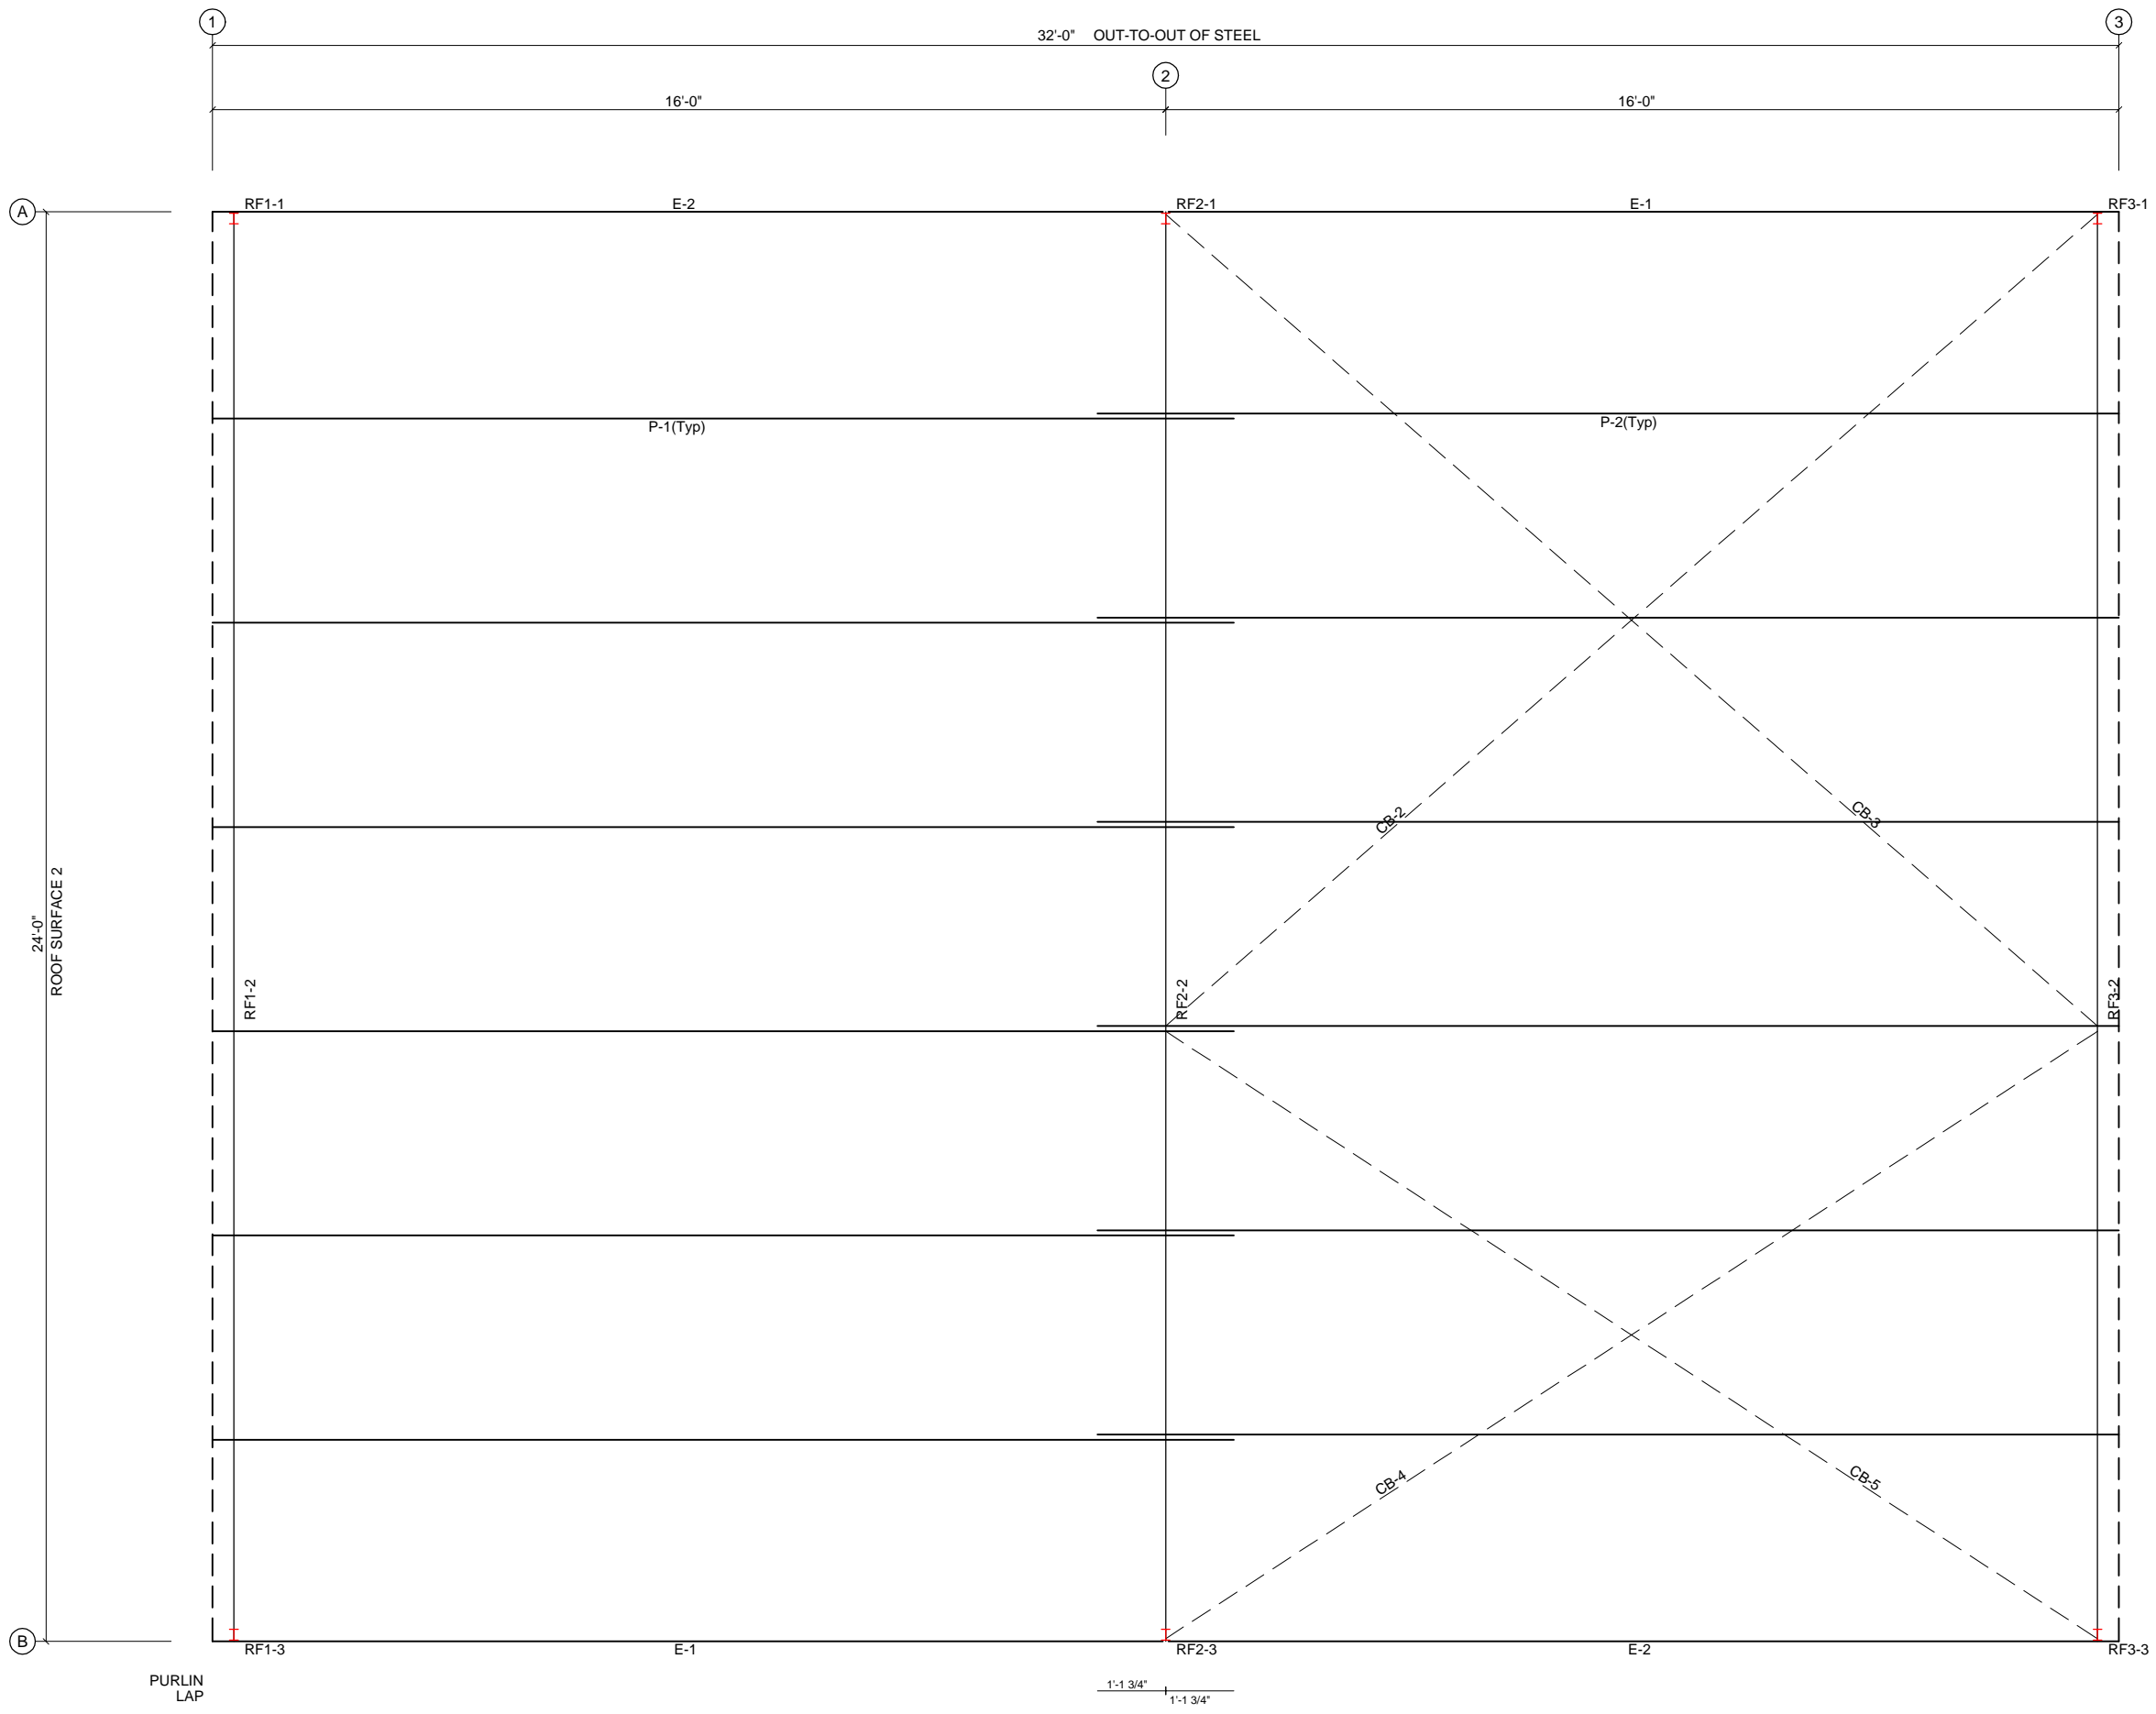 1
3
32'-0" OUT-TO-OUT OF STEEL
2
16'-0"
16'-0"
A
RF1-1
E-2
RF2-1
E-1
RF3-1
P-1(Typ)
P-2(Typ)
CB-2
CB-3
24'-0"
ROOF SURFACE 2
RF1-2
RF2-2
RF3-2
CB-4
CB-5
B
RF1-3
E-1
RF2-3
E-2
RF3-3
PURLIN
LAP
1'-1 3/4"
1'-1 3/4"